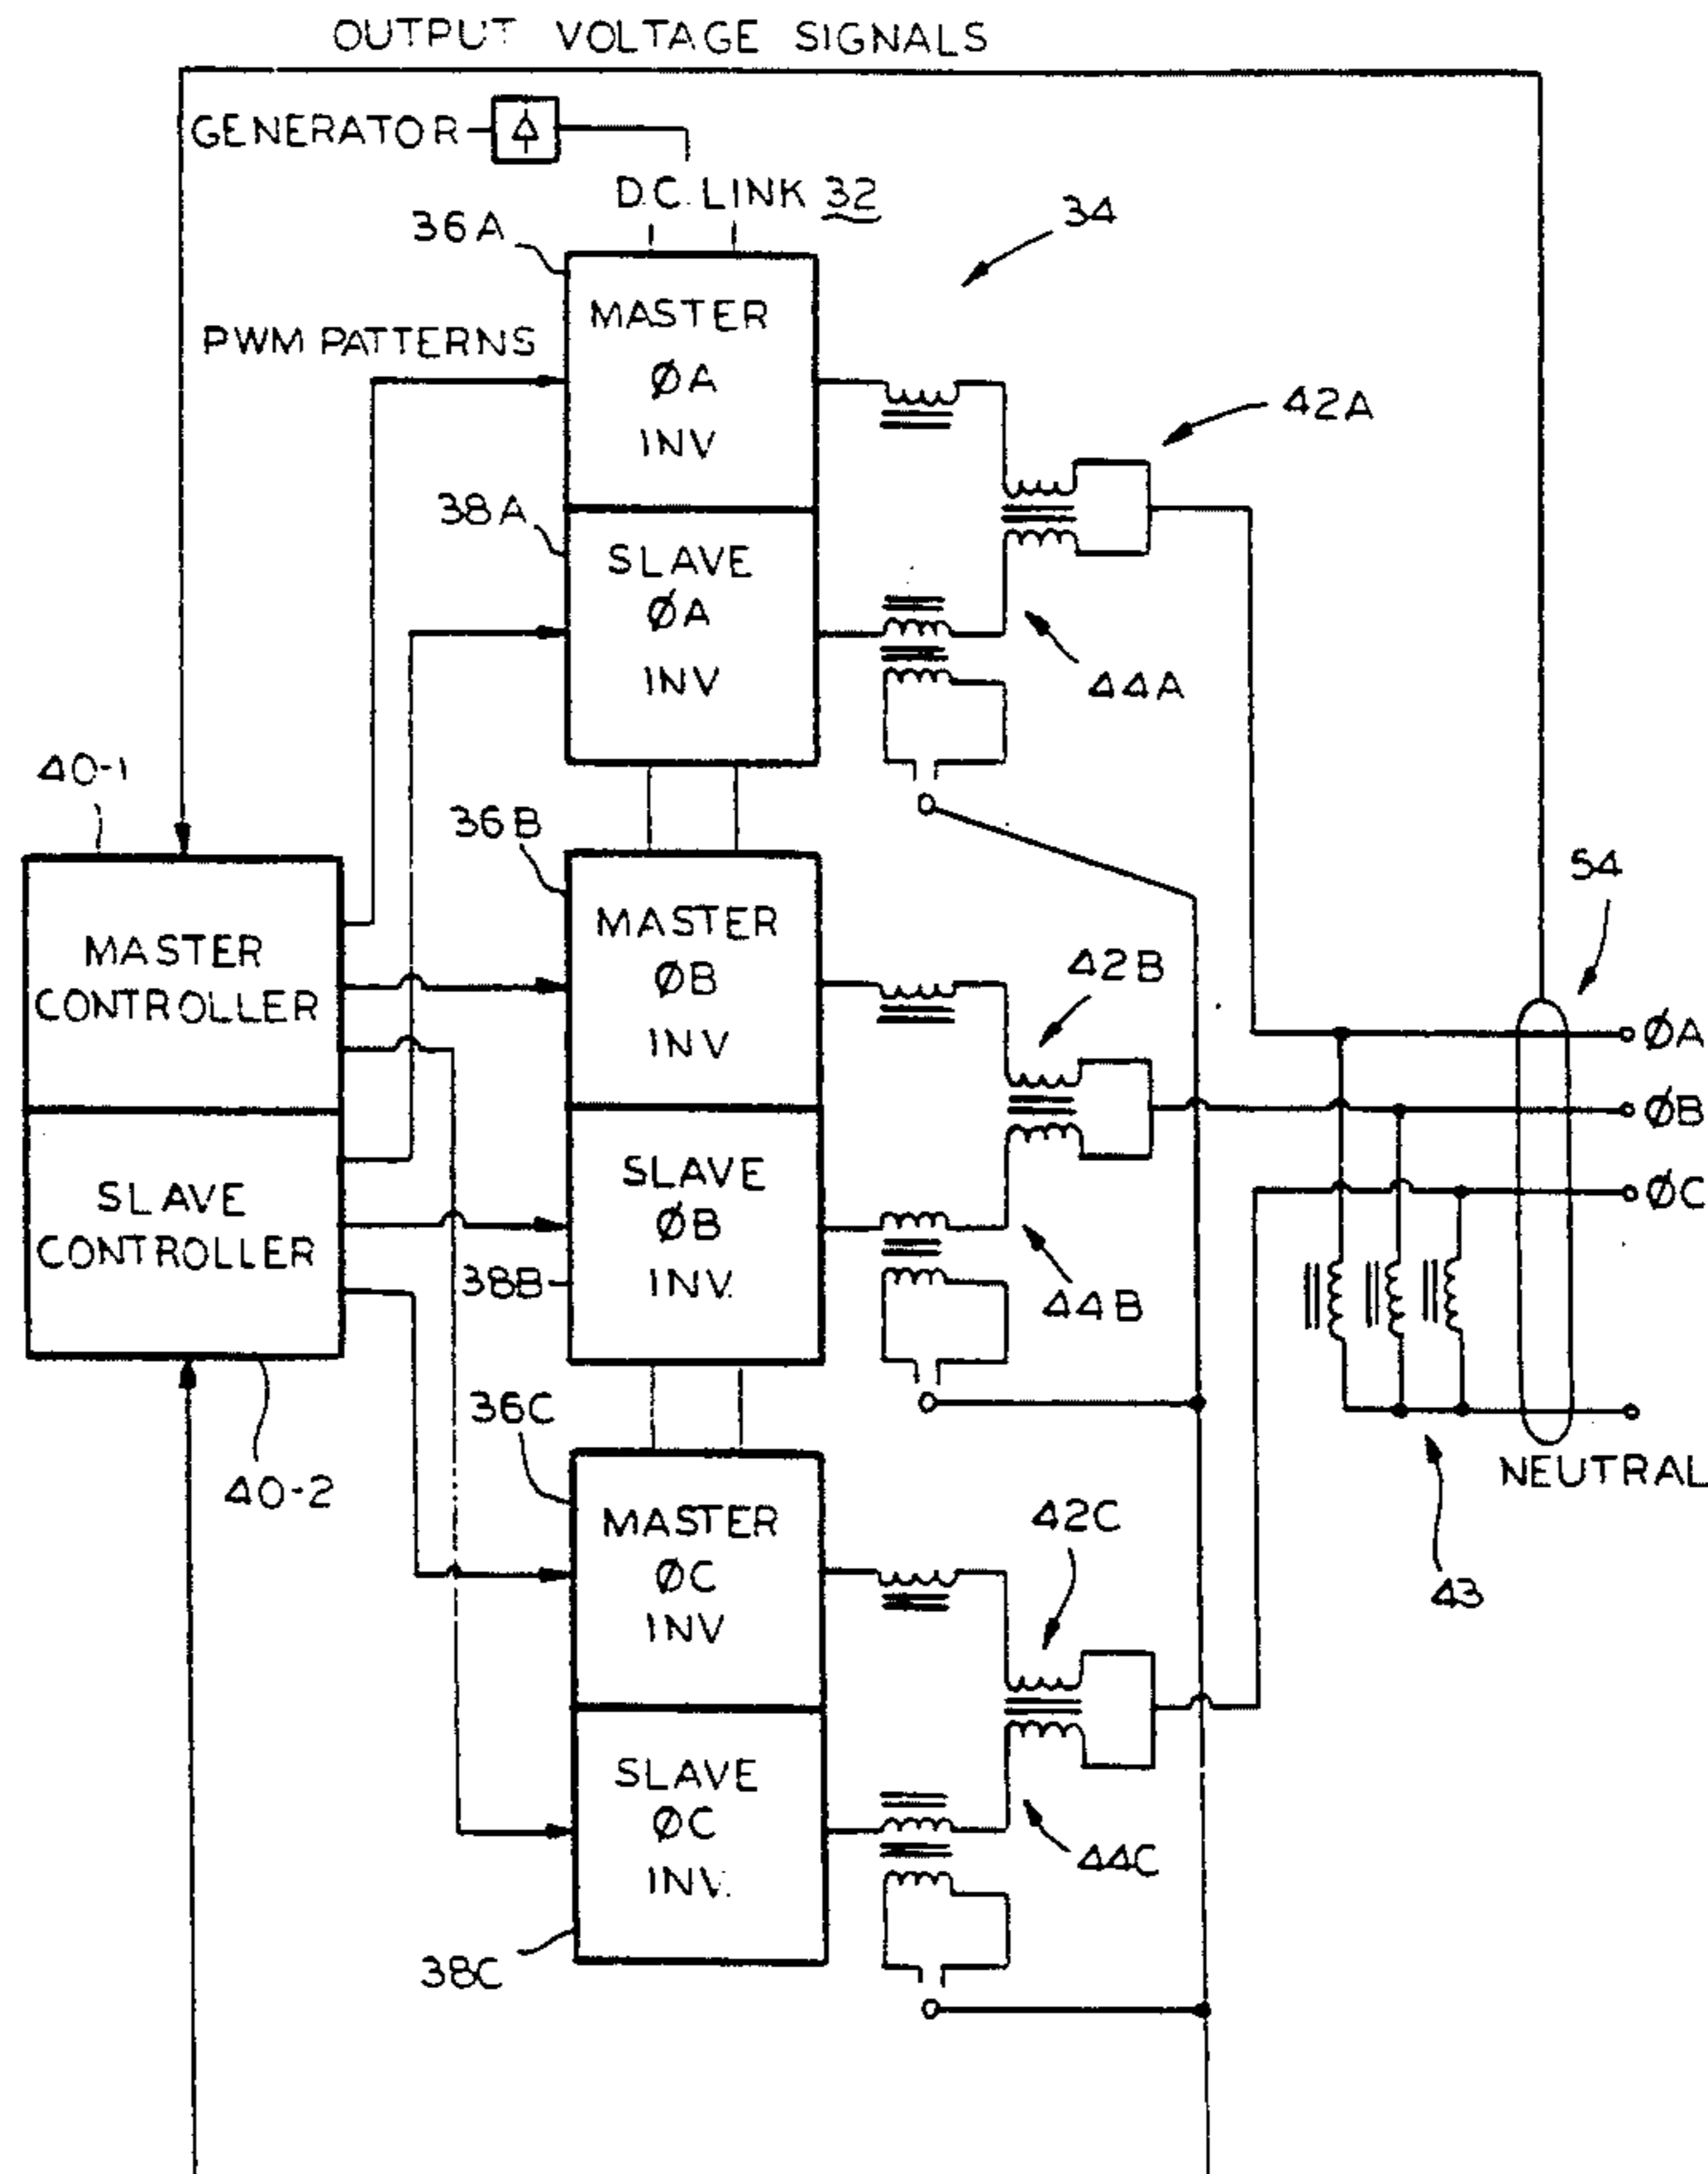 OUTPUT VOLTAGE SIGNALS
GENERATOR
D.C. LINK 32
34
36A
MASTER
ØA
INV
PWM PATTERNS
42A
38A
SLAVE
ØA
INV
44A
40-1
36B
MASTER
CONTROLLER
MASTER
ØB
INV
42B
54
ØA
ØB
ØC
SLAVE
CONTROLLER
SLAVE
ØB
INV.
38B
44B
40-2
36C
NEUTRAL
43
MASTER
ØC
INV
42C
SLAVE
ØC
INV.
44C
38C